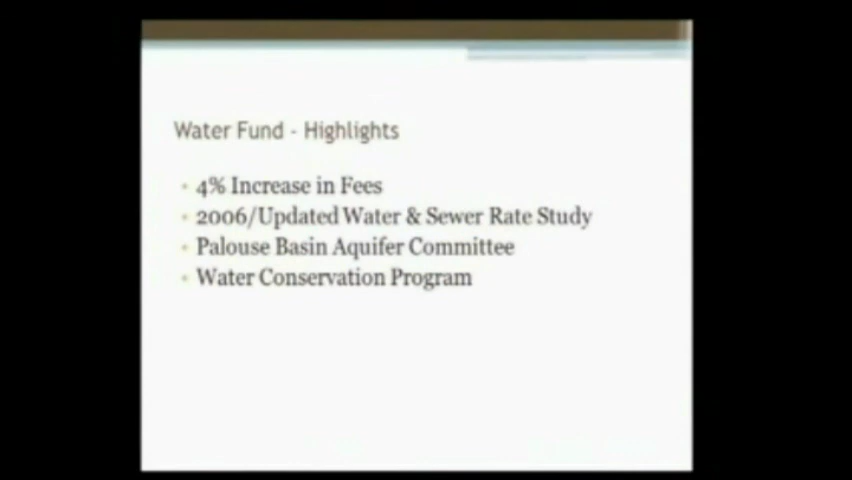 Water Fund - Highlights
• 4% Increase in Fees
• 2006/Updated Water & Sewer Rate Study
• Palouse Basin Aquifer Committee
• Water Conservation Program